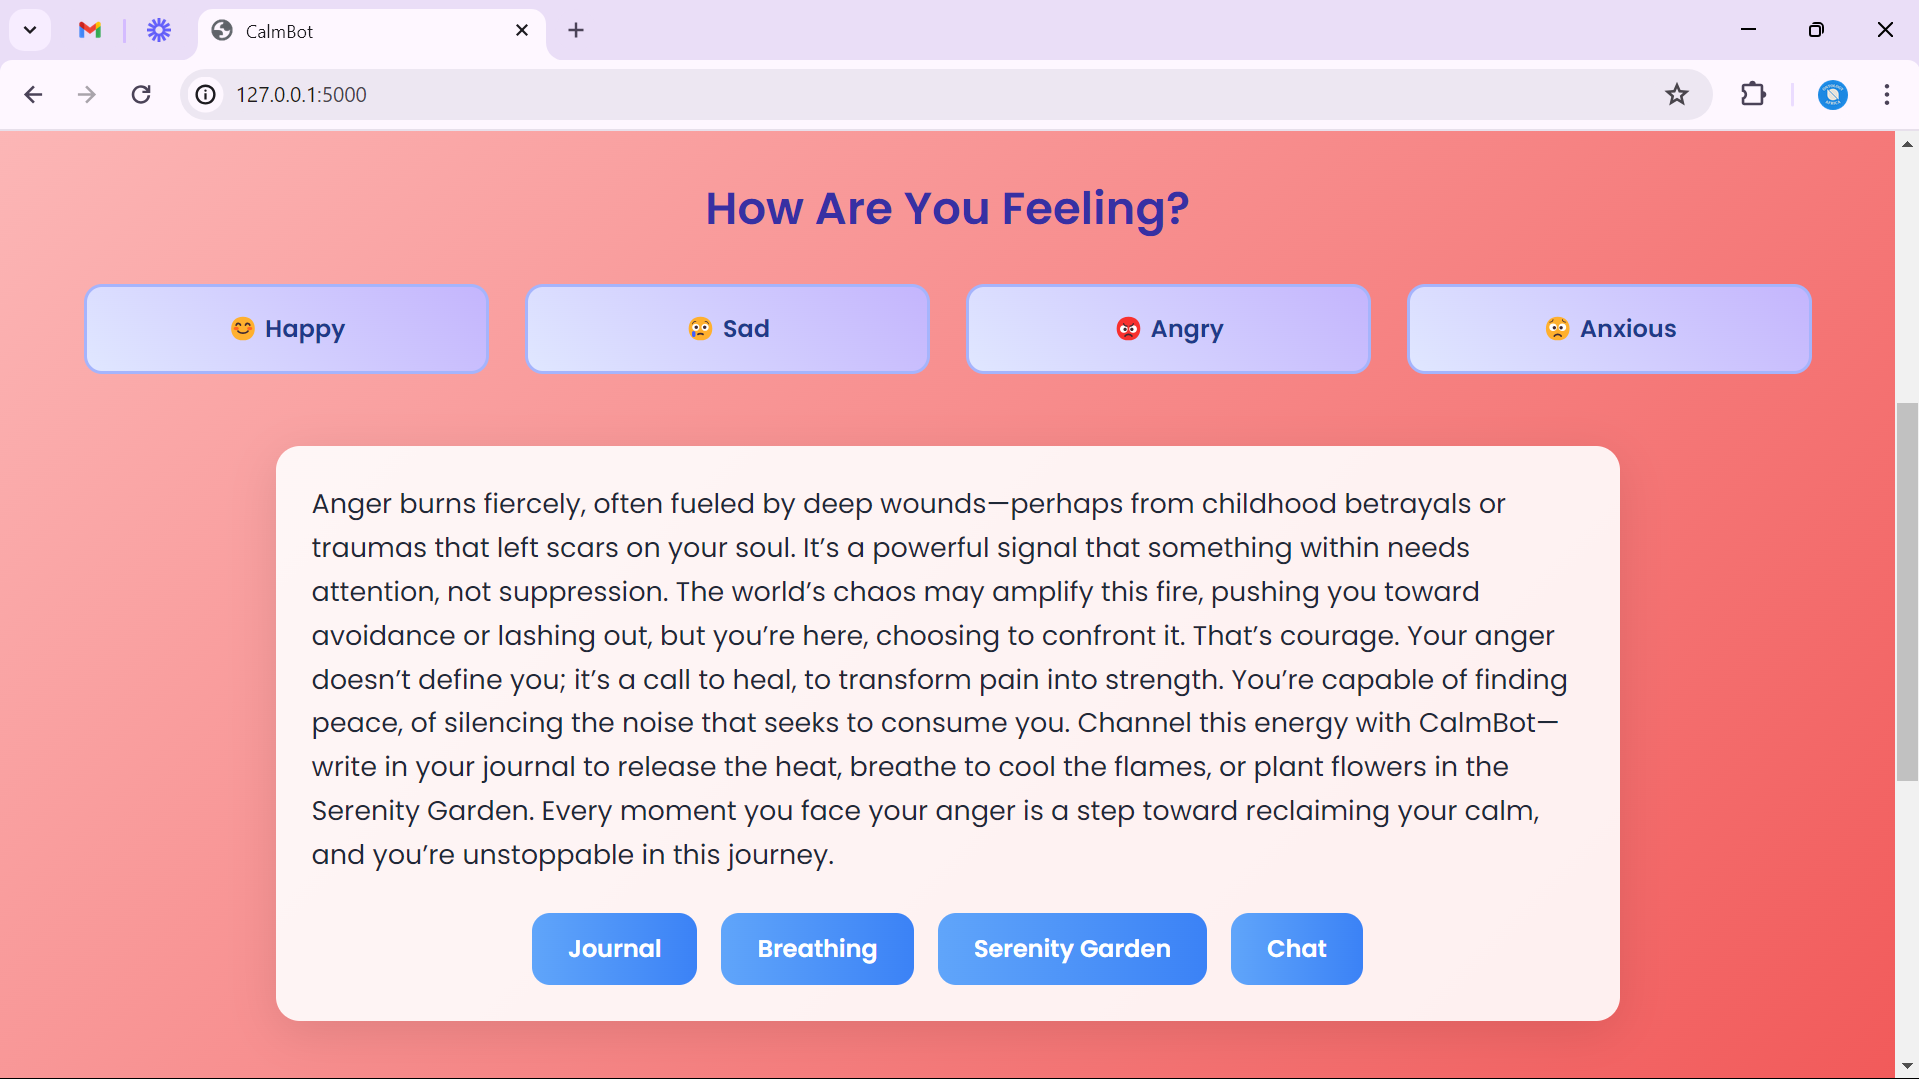 CalmBot
127.0.0.1:5000
How Are You Feeling?
😊 Happy
😢 Sad
😡 Angry
😟 Anxious
Anger burns fiercely, often fueled by deep wounds—perhaps from childhood betrayals or
traumas that left scars on your soul. It’s a powerful signal that something within needs
attention, not suppression. The world’s chaos may amplify this fire, pushing you toward
avoidance or lashing out, but you’re here, choosing to confront it. That’s courage. Your anger
doesn’t define you; it’s a call to heal, to transform pain into strength. You’re capable of finding
peace, of silencing the noise that seeks to consume you. Channel this energy with CalmBot—
write in your journal to release the heat, breathe to cool the flames, or plant flowers in the
Serenity Garden. Every moment you face your anger is a step toward reclaiming your calm,
and you’re unstoppable in this journey.
Journal
Breathing
Serenity Garden
Chat